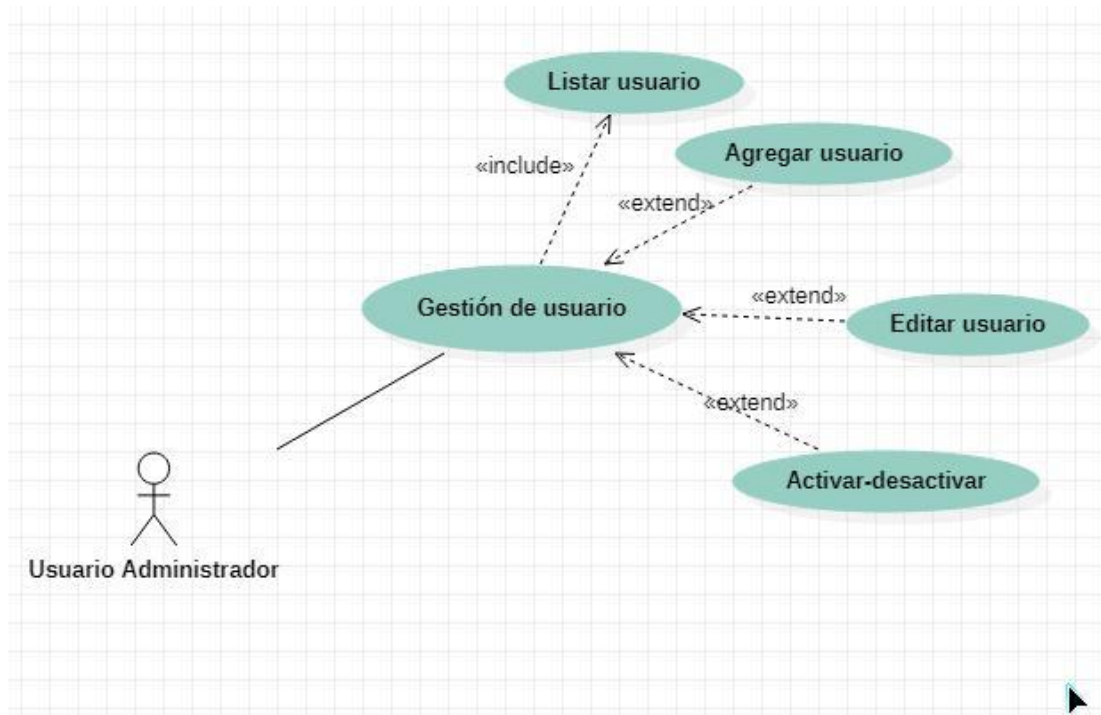 Listar usuario
Agregar usuario
«include»
«extend»
«extend»
Gestión de usuario
Editar usuario
«extend»
Activar-desactivar
Usuario Administrador